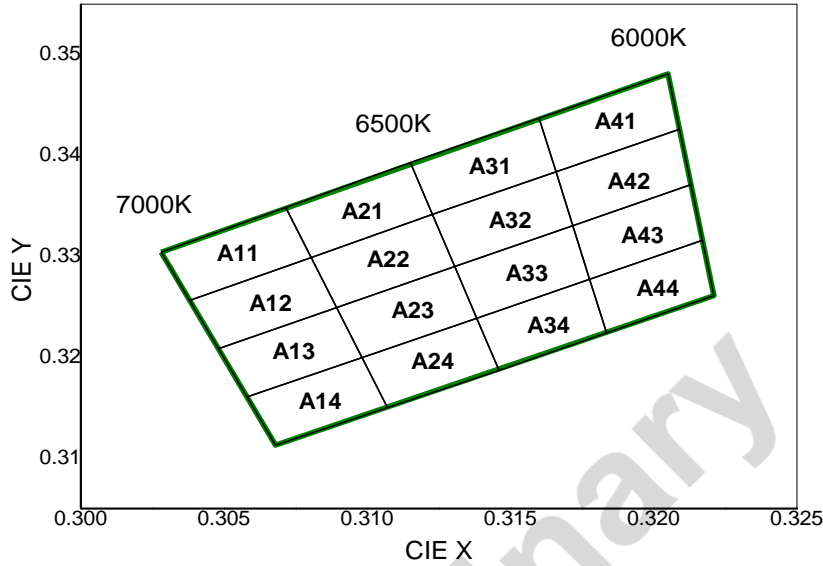 6000K
0.35
A41
6500K
0.34
A31
A42
7000K
A21
A32
A43
0.33
A11
A22
A33
A44
CIE Y
A12
A23
A34
0.32
A13
A24
A14
0.31
0.300
0.305
0.310
0.315
0.320
0.325
CIE X